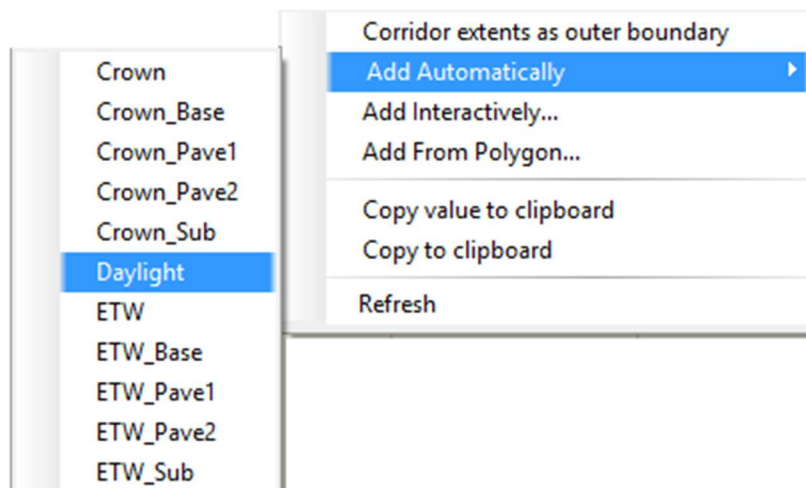 Corridor extents as outer boundary
Add Automatically
Add Interactively...
Add From Polygon...
Copy value to clipboard
Copy to clipboard
Refresh
Crown
Crown_Base
Crown_Pave1
Crown_Pave2
Crown_Sub
Daylight
ETW
ETW_Base
ETW_Pave1
ETW_Pave2
ETW_Sub